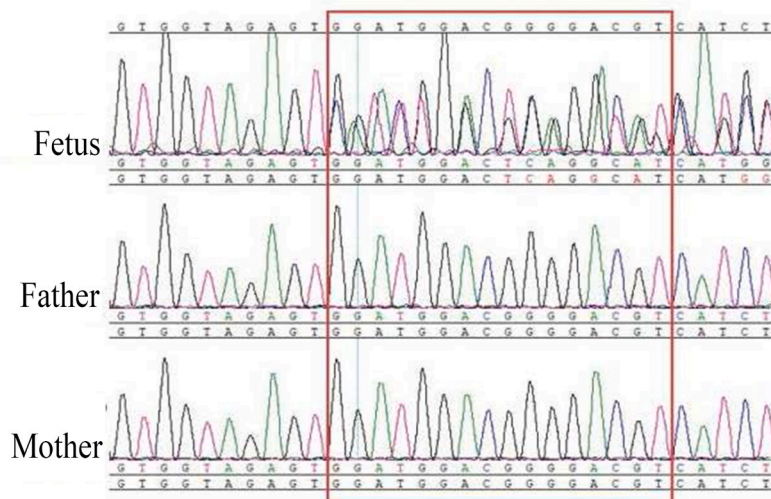 G T G G T A G A G T G G A T G G A C G G G G A C G T C A T C T
Fetus
G T G G T A G A G T G G A T G G A C T C A G G C A T C A T G G
G T G G T A G A G T G G A T G G A C T C A G G C A T C A T G G
Father
G T G G T A G A G T G G A T G G A C G G G G A C G T C A T C T
G T G G T A G A G T G G A T G G A C G G G G A C G T C A T C T
Mother
G T G G T A G A G T G G A T G G A C G G G G A C G T C A T C T
G T G G T A G A G T G G A T G G A C G G G G A C G T C A T C T